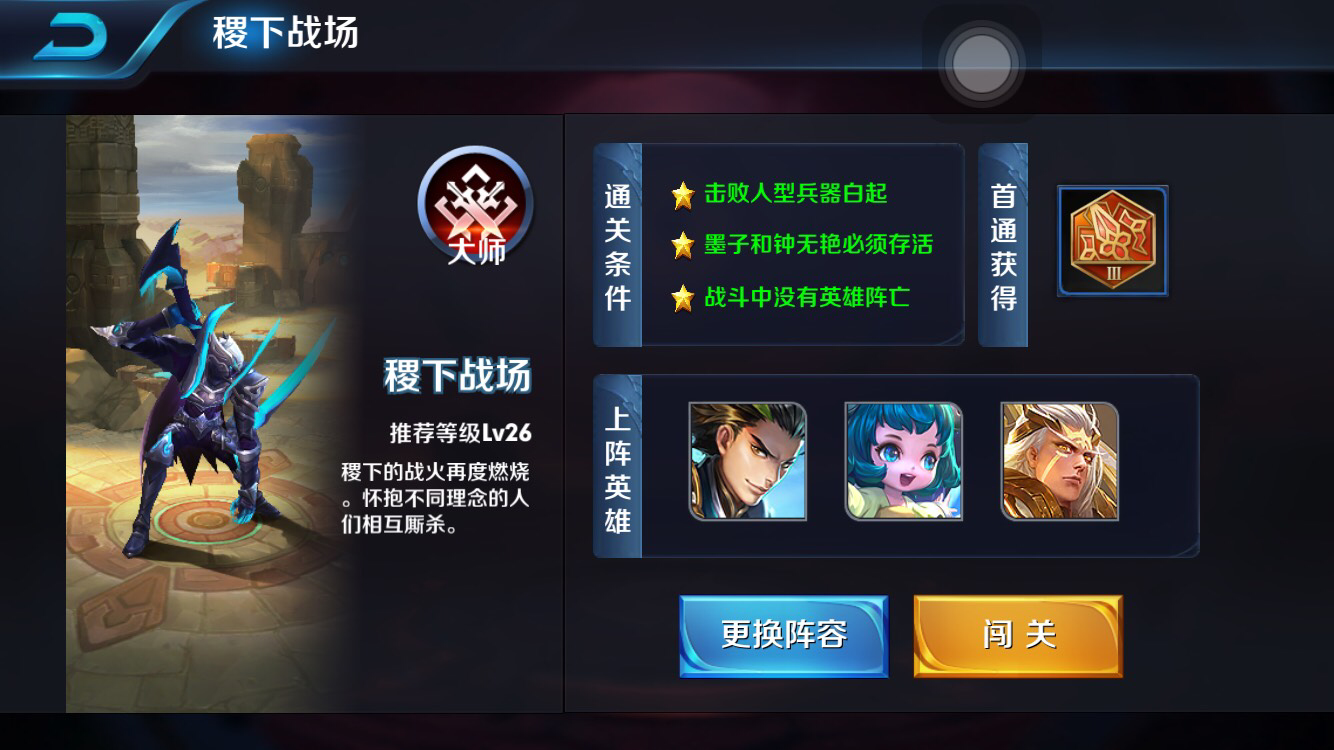 稷下战场
大师
稷下战场
推荐等级Lv26
稷下的战火再度燃烧
。怀抱不同理念的人
们相互厮杀。
通关条件
击败人型兵器白起
墨子和钟无艳必须存活
战斗中没有英雄阵亡
首通获得
III
上阵英雄
更换阵容
闯关